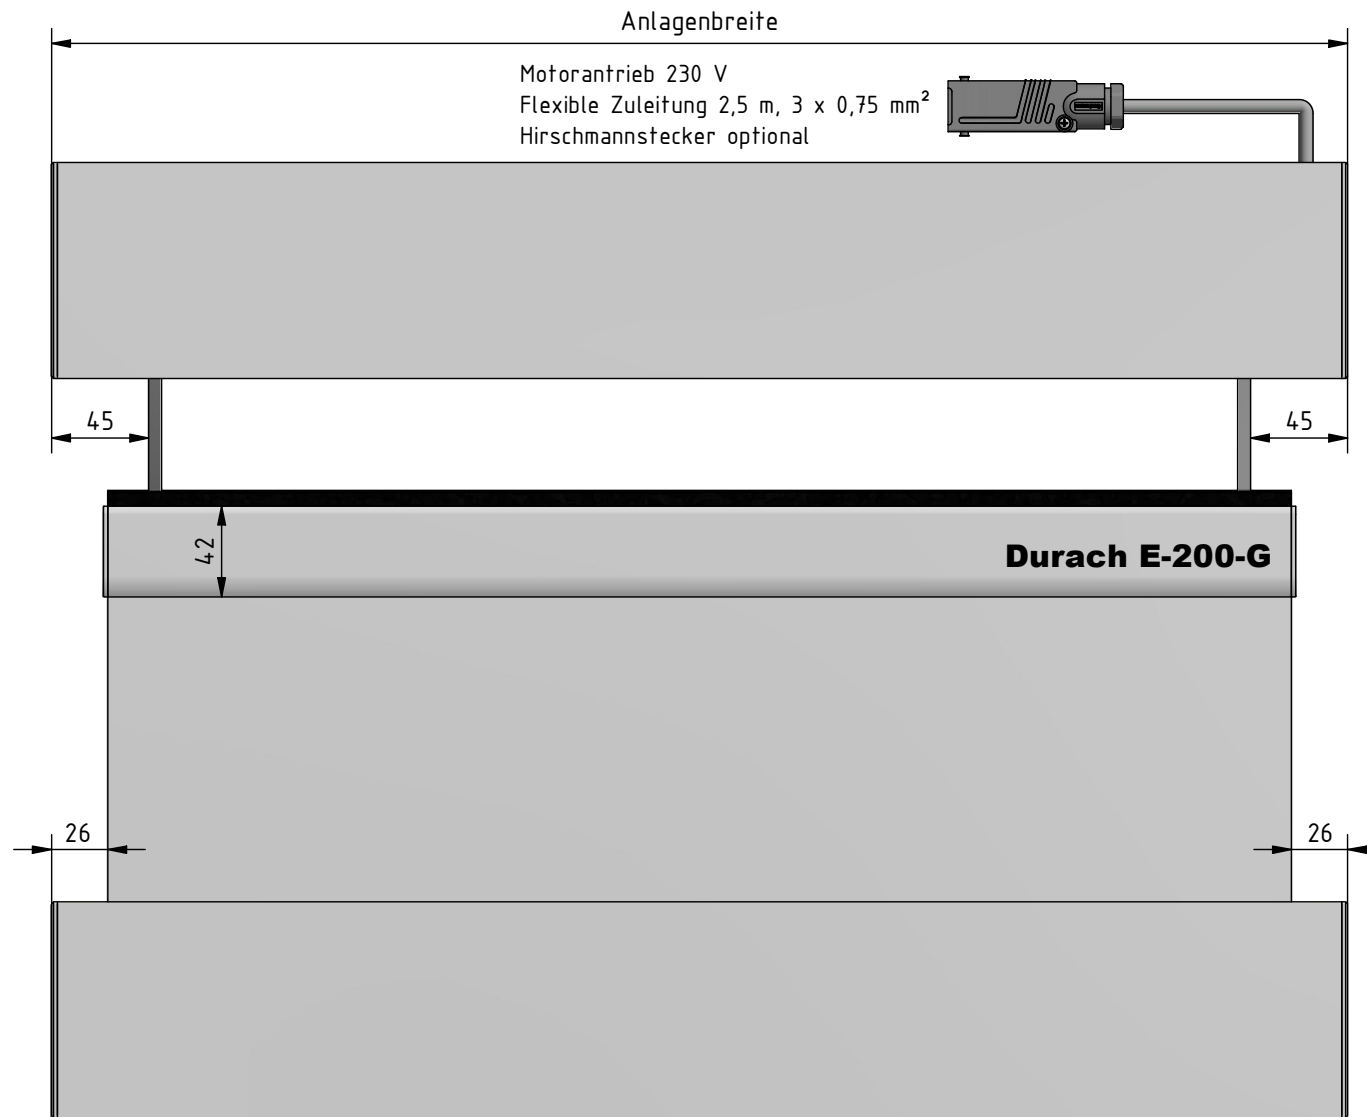 Anlagenbreite
Motorantrieb 230 V
Flexible Zuleitung 2,5 m, 3 x 0,75 mm²
Hirschmannstecker optional
45
45
42
Durach E-200-G
26
26